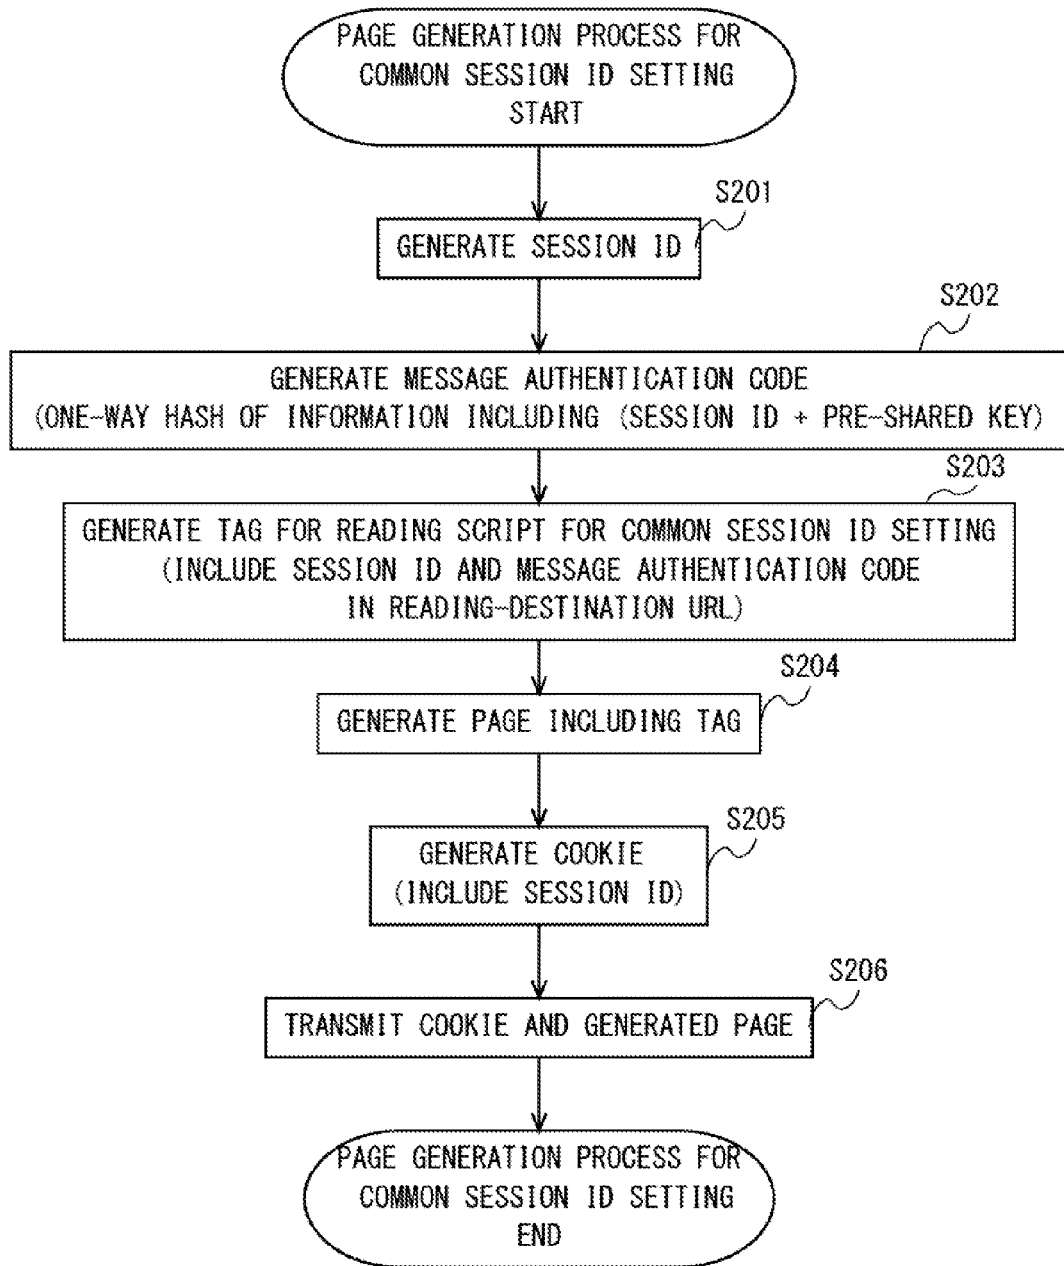 PAGE GENERATION PROCESS FOR
COMMON SESSION ID SETTING
START
S201
GENERATE SESSION ID
S202
GENERATE MESSAGE AUTHENTICATION CODE
(ONE-WAY HASH OF INFORMATION INCLUDING (SESSION ID + PRE-SHARED KEY)
S203
GENERATE TAG FOR READING SCRIPT FOR COMMON SESSION ID SETTING
(INCLUDE SESSION ID AND MESSAGE AUTHENTICATION CODE
IN READING-DESTINATION URL)
S204
GENERATE PAGE INCLUDING TAG
S205
GENERATE COOKIE
(INCLUDE SESSION ID)
S206
TRANSMIT COOKIE AND GENERATED PAGE
PAGE GENERATION PROCESS FOR
COMMON SESSION ID SETTING
END